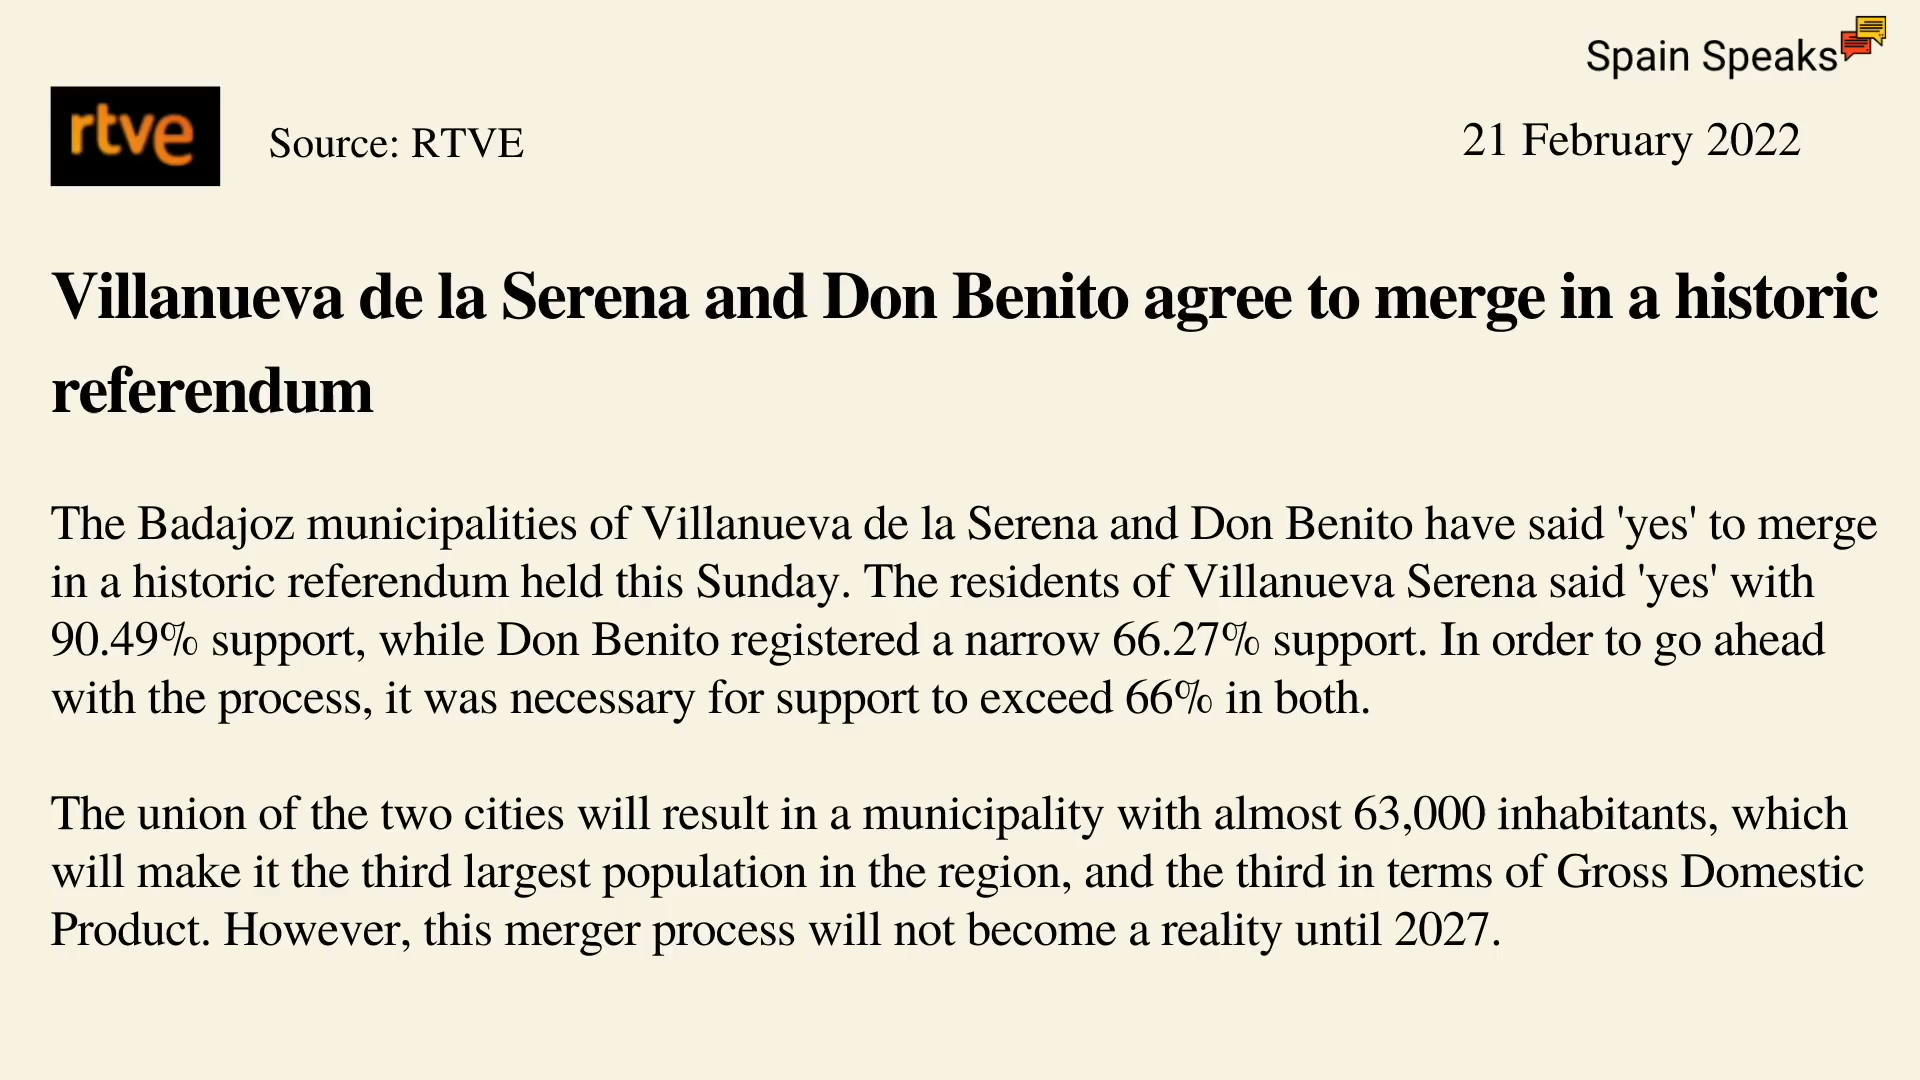 Spain Speaks
rtve
Source: RTVE
21 February 2022
Villanueva de la Serena and Don Benito agree to merge in a historic
referendum
The Badajoz municipalities of Villanueva de la Serena and Don Benito have said 'yes' to merge
in a historic referendum held this Sunday. The residents of Villanueva Serena said 'yes' with
90.49% support, while Don Benito registered a narrow 66.27% support. In order to go ahead
with the process, it was necessary for support to exceed 66% in both.
The union of the two cities will result in a municipality with almost 63,000 inhabitants, which
will make it the third largest population in the region, and the third in terms of Gross Domestic
Product. However, this merger process will not become a reality until 2027.